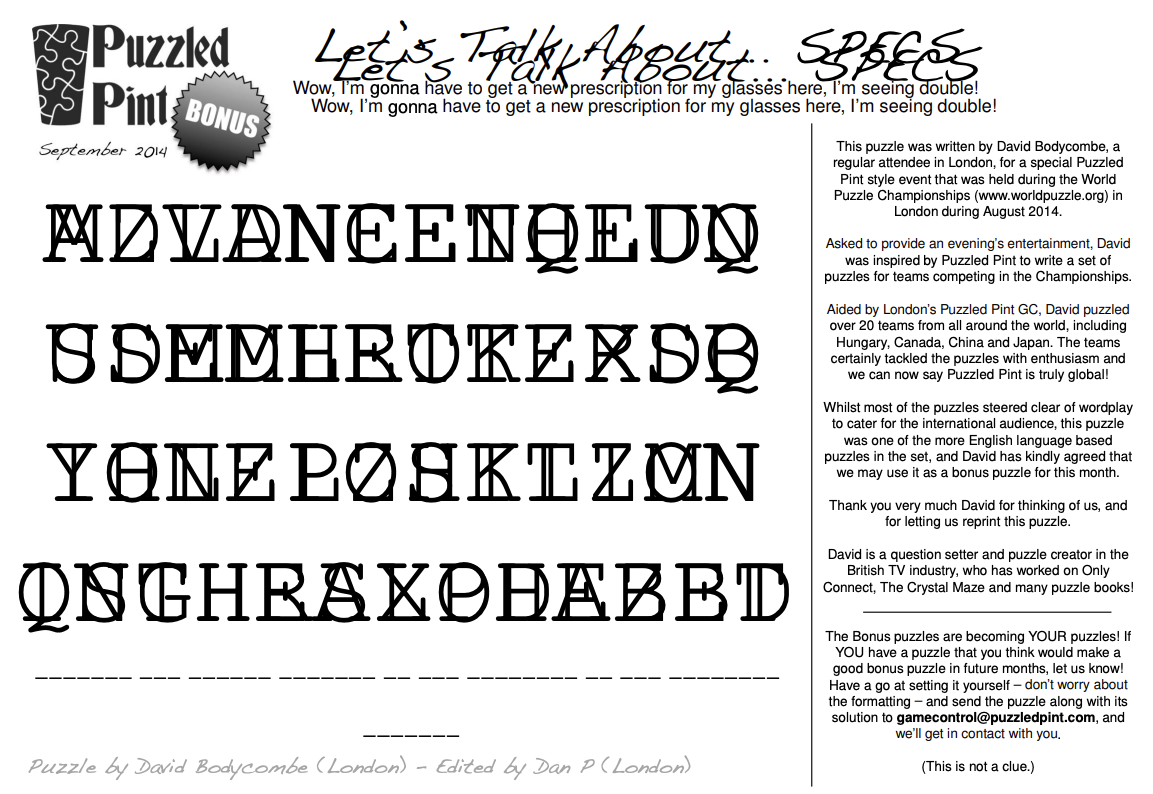 Puzzled
Pint
BONUS
September 2014
Let's Talk About... SPECS
Let's Talk About... SPECS
Wow, I'm gonna have to get a new prescription for my glasses here, I'm seeing double!
Wow, I'm gonna have to get a new prescription for my glasses here, I'm seeing double!
Puzzle by David Bodycombe (London) - Edited by Dan P (London)
This puzzle was written by David Bodycombe, a
regular attendee in London, for a special Puzzled
Pint style event that was held during the World
Puzzle Championships (www.worldpuzzle.org) in
London during August 2014.
Asked to provide an evening's entertainment, David
was inspired by Puzzled Pint to write a set of
puzzles for teams competing in the Championships.
Aided by London's Puzzled Pint GC, David puzzled
over 20 teams from all around the world, including
Hungary, Canada, China and Japan. The teams
certainly tackled the puzzles with enthusiasm and
we can now say Puzzled Pint is truly global!
Whilst most of the puzzles steered clear of wordplay
to cater for the international audience, this puzzle
was one of the more English language based
puzzles in the set, and David has kindly agreed that
we may use it as a bonus puzzle for this month.
Thank you very much David for thinking of us, and
for letting us reprint this puzzle.
David is a question setter and puzzle creator in the
British TV industry, who has worked on Only
Connect, The Crystal Maze and many puzzle books!
The Bonus puzzles are becoming YOUR puzzles! If
YOU have a puzzle that you think would make a
good bonus puzzle in future months, let us know!
Have a go at setting it yourself – don't worry about
the formatting – and send the puzzle along with its
solution to gamecontrol@puzzledpint.com, and
we'll get in contact with you.
(This is not a clue.)